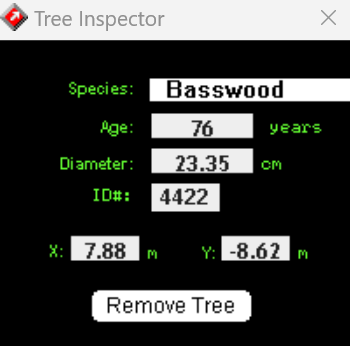 Tree Inspector
Species: Basswood
Age: 76 years
Diameter: 23.35 cm
ID#: 4422
X: 7.88 m Y: -8.62 m
Remove Tree